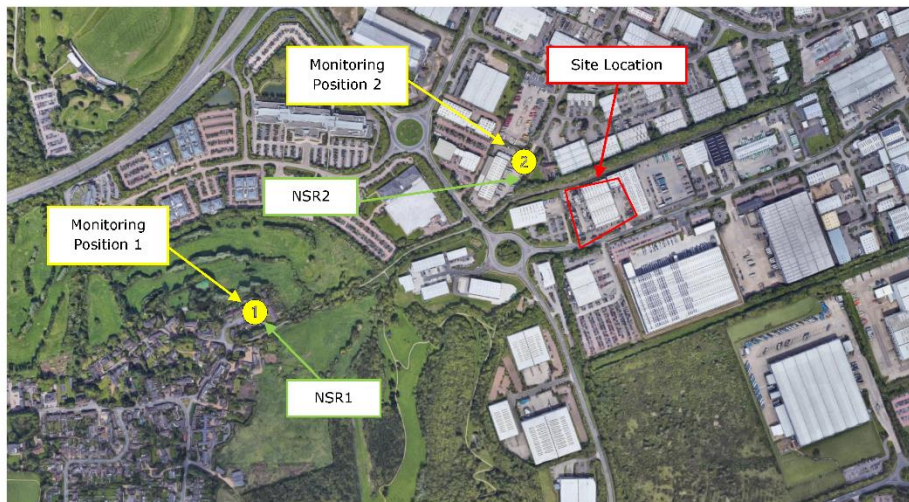 Monitoring
Position 2
Site Location
2
NSR2
Monitoring
Position 1
1
NSR1